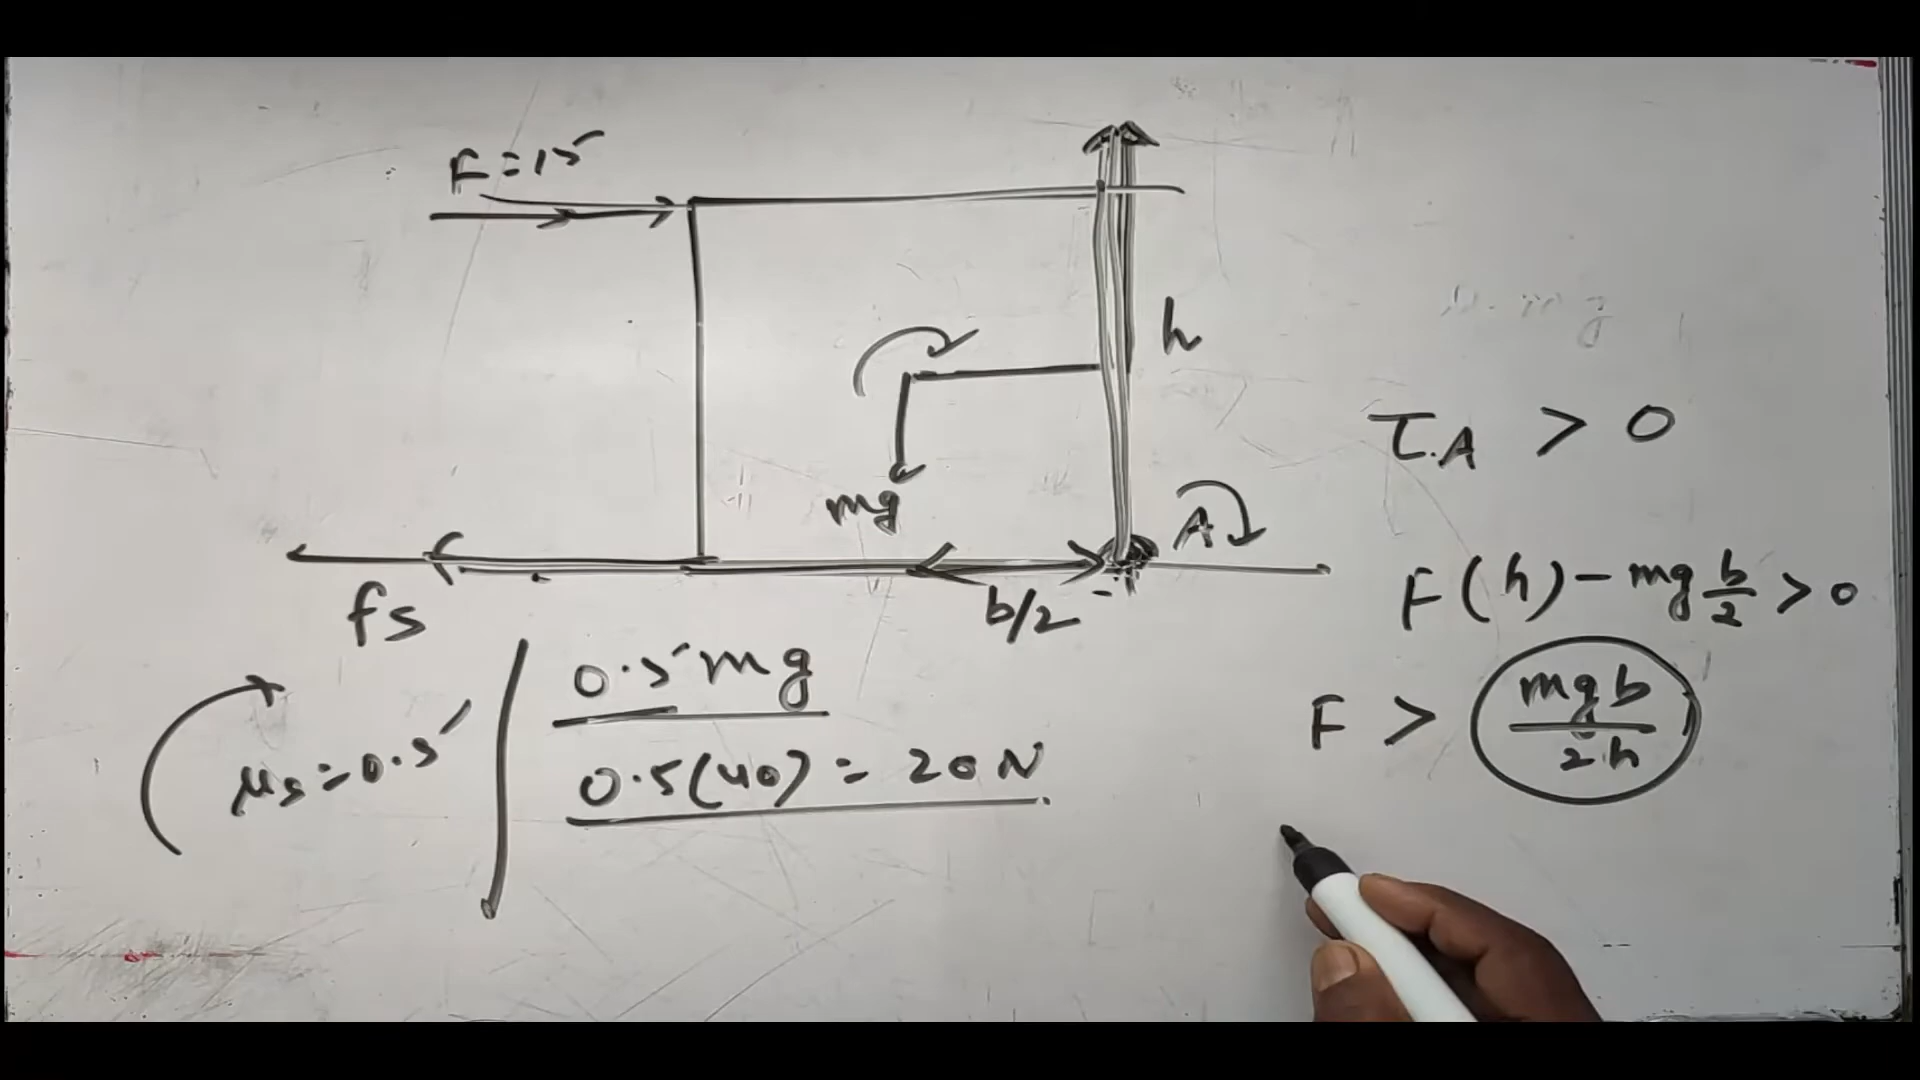 F = 15
h
mg
A
τ.A > 0
fs
b/2
F(h) - mg b/2 > 0
μs = 0.5
0.5mg
F > mgb/2h
0.5(40) = 20N